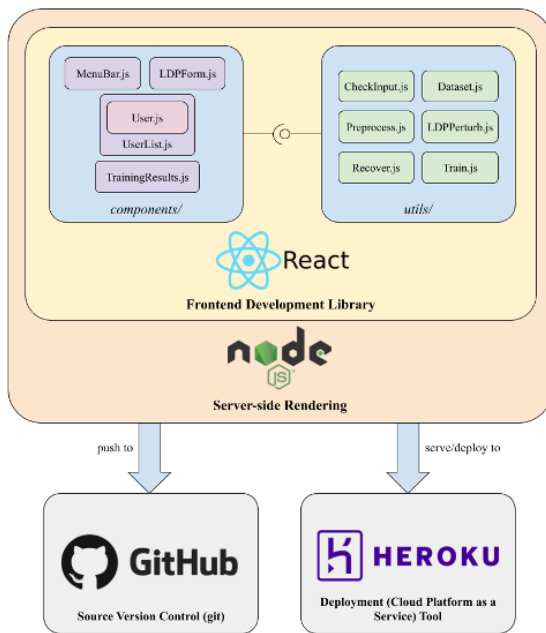 MenuBar.js
LDPForm.js
User.js
UserList.js
TrainingResults.js
components/
CheckInput.js
Dataset.js
Preprocess.js
LDPPerturb.js
Recover.js
Train.js
utils/
React
Frontend Development Library
node
JS
Server-side Rendering
push to
serve/deploy to
GitHub
Source Version Control (git)
HEROKU
Deployment (Cloud Platform as a
Service) Tool